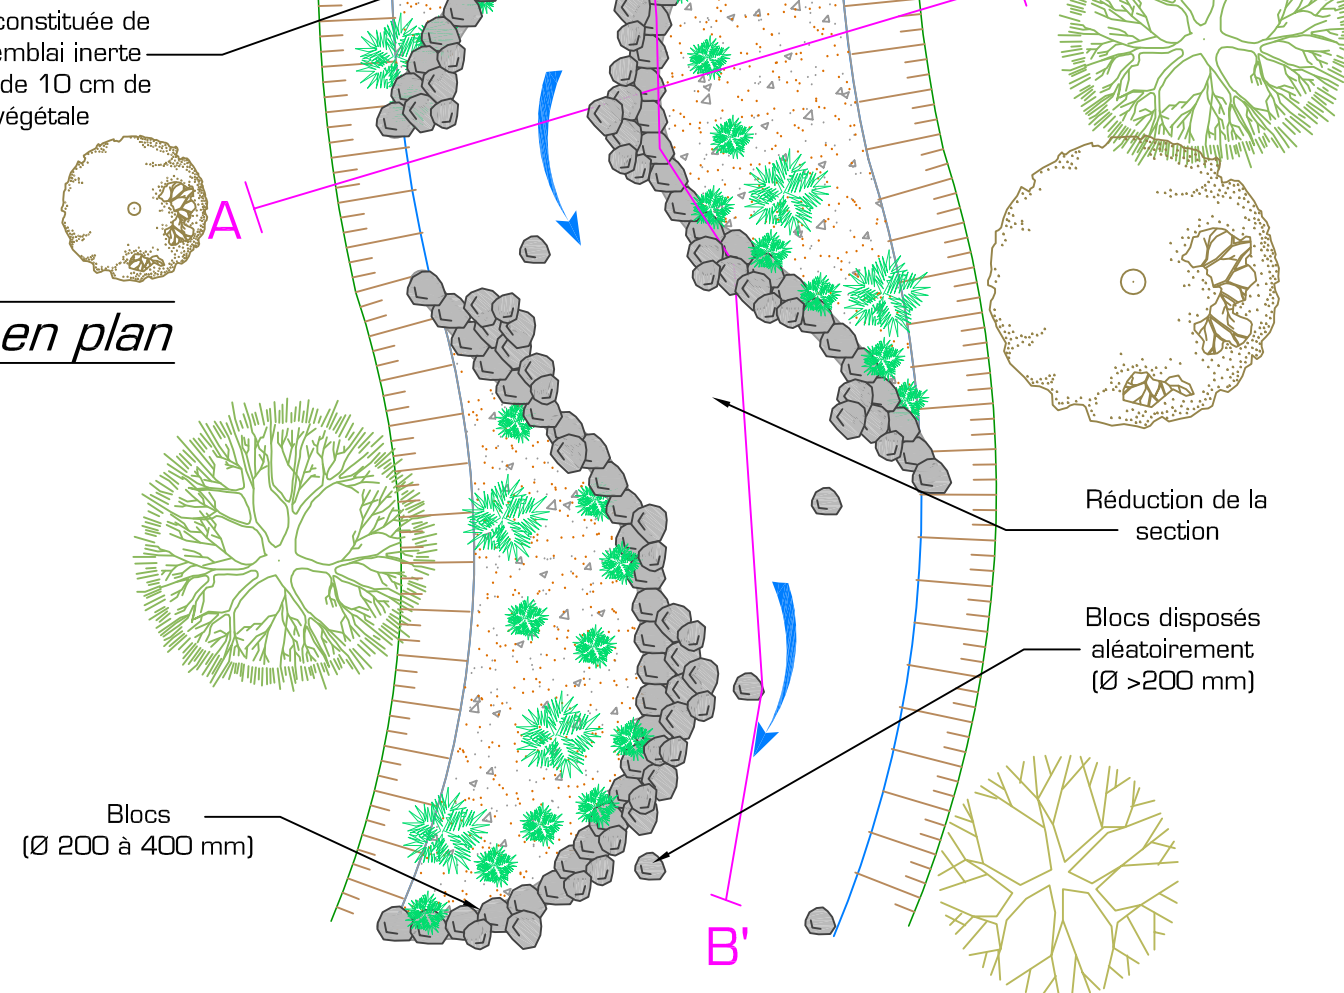 constituée de
emblai inerte
de 10 cm de
végétale
A
en plan
Réduction de la
section
Blocs disposés
aléatoirement
(Ø >200 mm)
Blocs
(Ø 200 à 400 mm)
B'